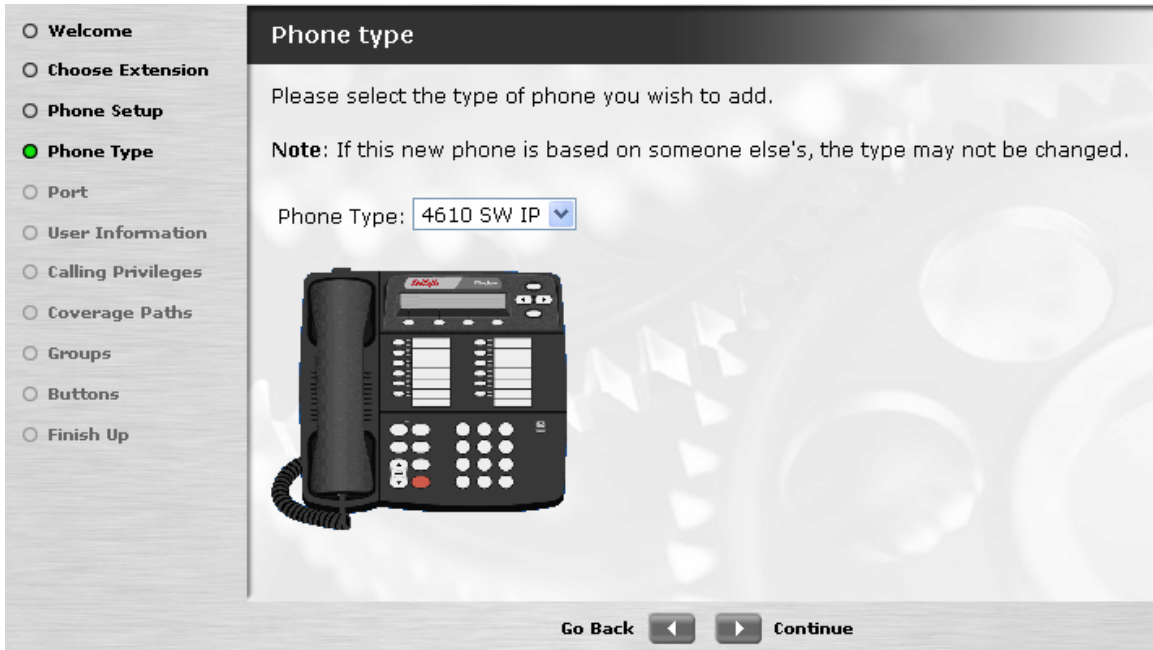 Welcome
Choose Extension
Phone Setup
Phone Type
Port
User Information
Calling Privileges
Coverage Paths
Groups
Buttons
Finish Up
Phone type
Please select the type of phone you wish to add.
Note: If this new phone is based on someone else's, the type may not be changed.
Phone Type: 4610 SW IP
Go Back Continue